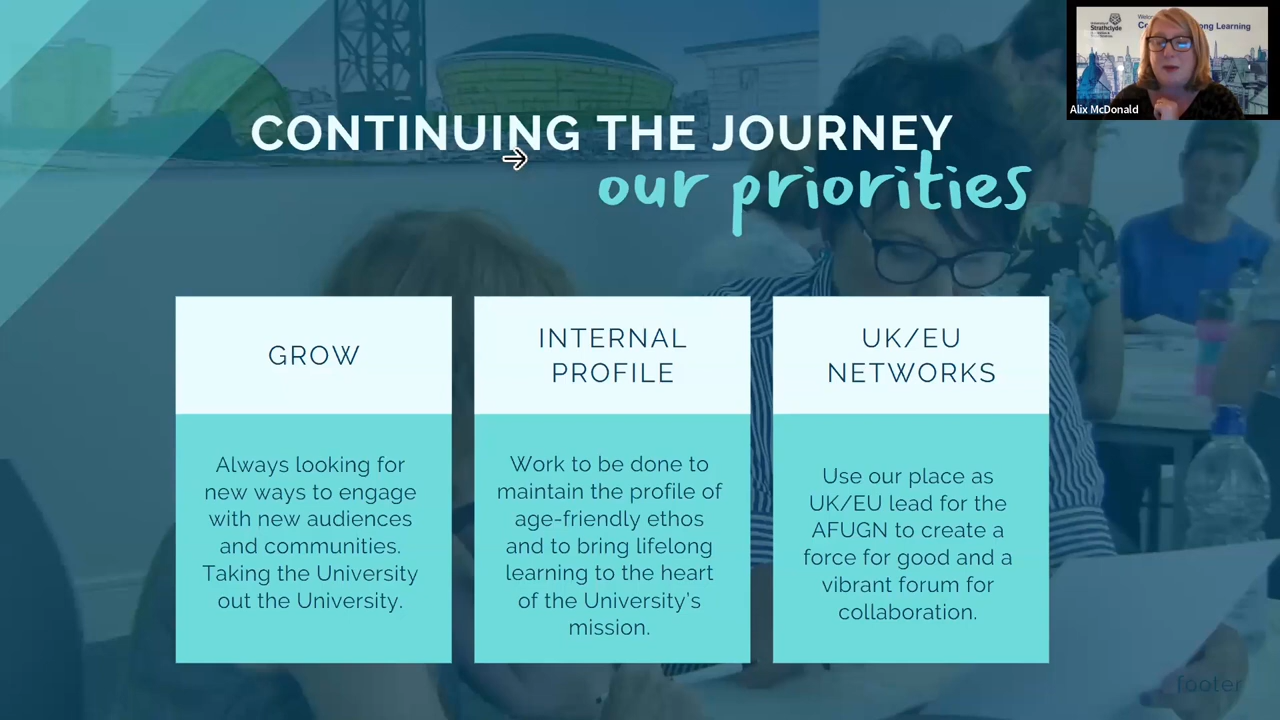 CONTINUING THE JOURNEY
our priorities
GROW
Always looking for
new ways to engage
with new audiences
and communities.
Taking the University
out the University.
INTERNAL
PROFILE
Work to be done to
maintain the profile of
age-friendly ethos
and to bring lifelong
learning to the heart
of the University's
mission.
UK/EU
NETWORKS
Use our place as
UK/EU lead for the
AFUGN to create a
force for good and a
vibrant forum for
collaboration.
footer
Strathclyde
Learning
Alix McDonald